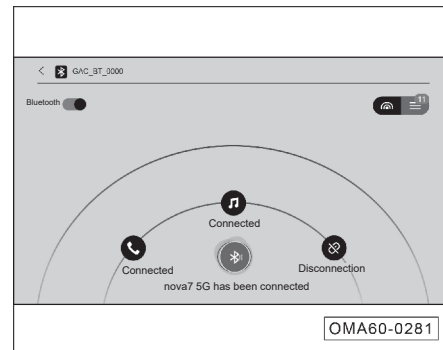 GAC_BT_0000
Bluetooth
11
Connected
Connected
Disconnection
nova7 5G has been connected
OMA60-0281